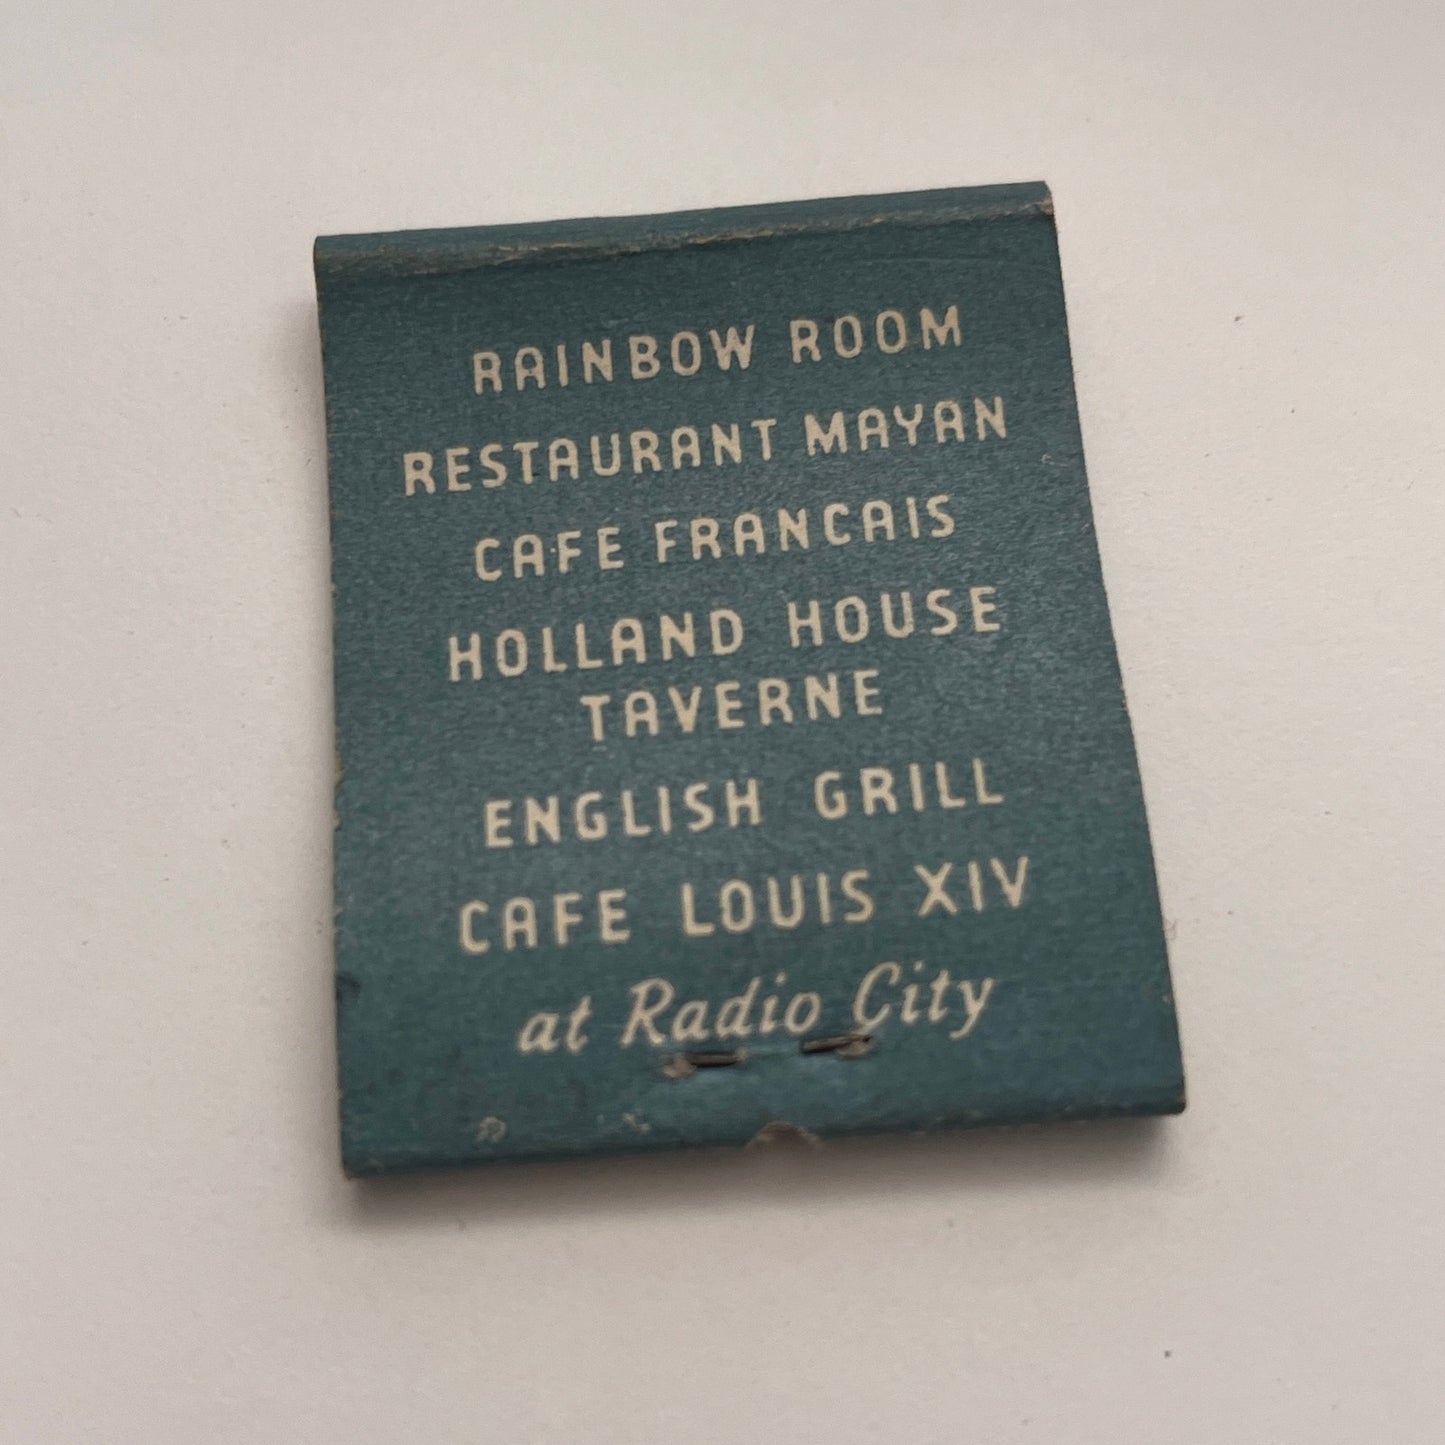 RAINBOW ROOM
RESTAURANT MAYAN
CAFE FRANCAIS
HOLLAND HOUSE
TAVERNE
ENGLISH GRILL
CAFE LOUIS XIV
at Radio City